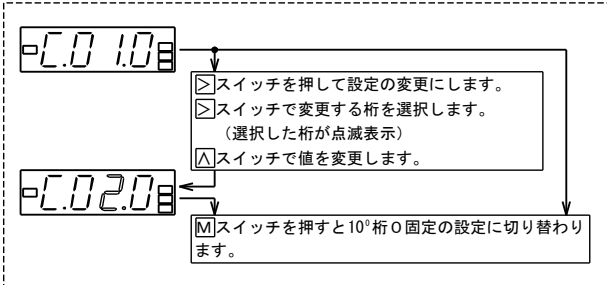 -C.0 1.0
>スイッチを押して設定の変更にします。
>スイッチで変更する桁を選択します。
（選択した桁が点滅表示）
∧スイッチで値を変更します。
-C.02.0
Mスイッチを押すと10⁰桁０固定の設定に切り替わり
ます。